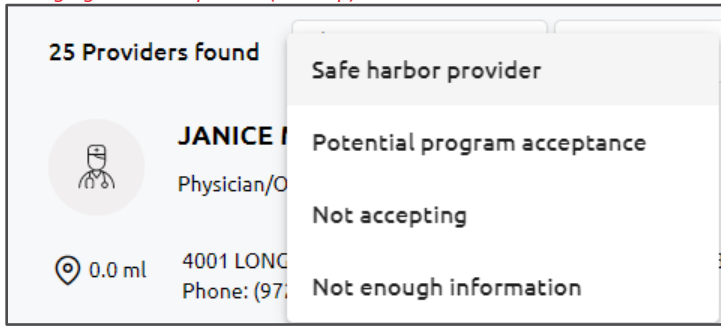 25 Providers found
Safe harbor provider
JANICE
Potential program acceptance
Physician/O
Not accepting
0.0 ml
4001 LONG
Phone: (97
Not enough information